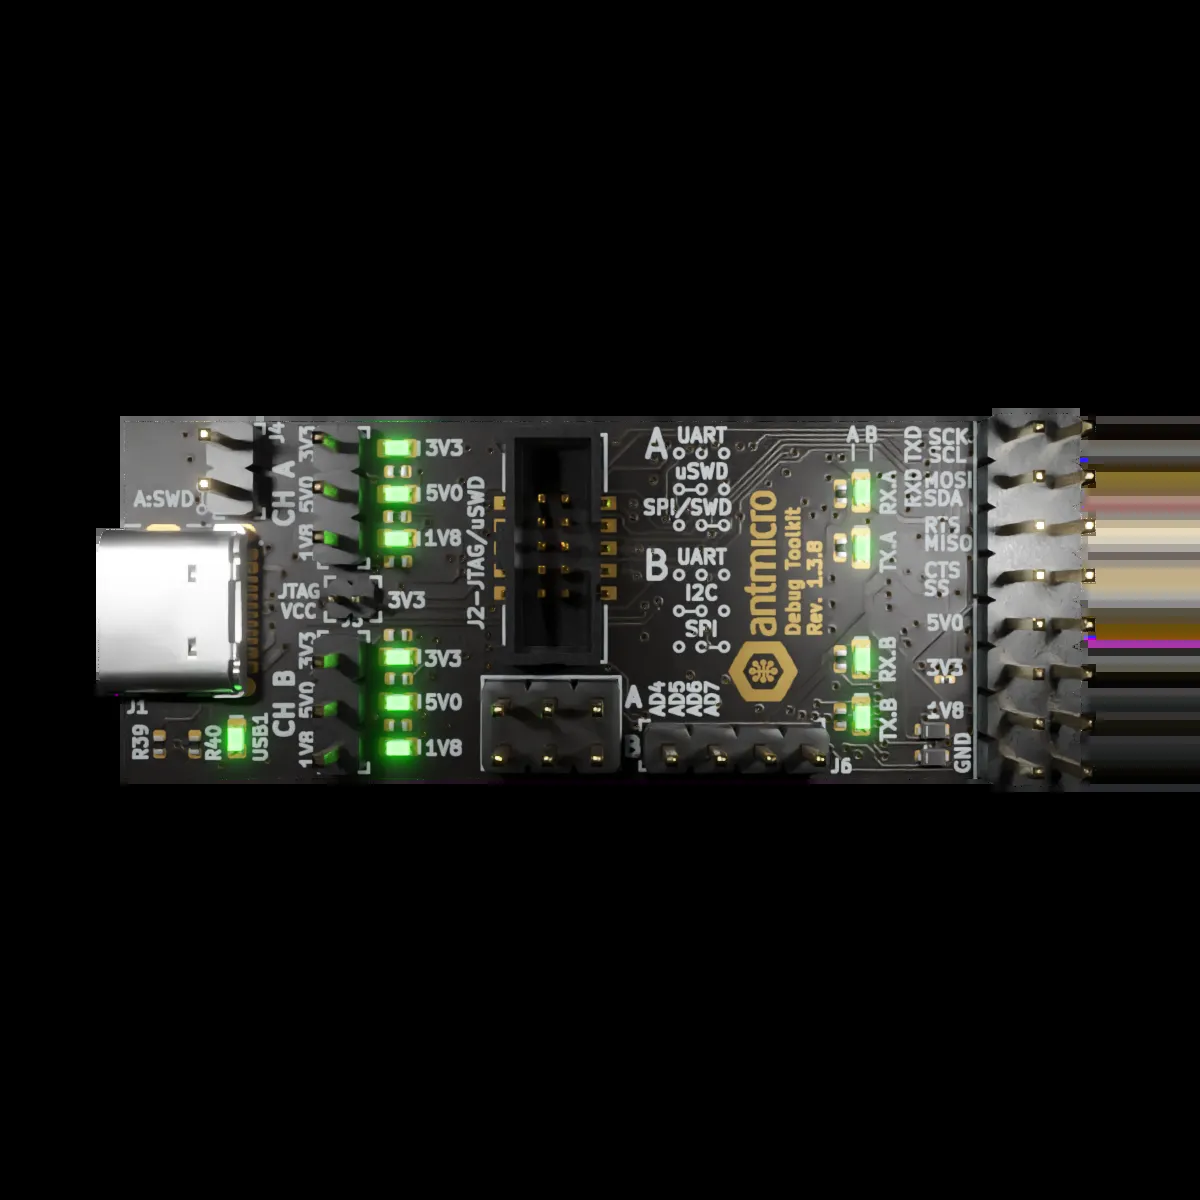 J4
A:SWD
CH A
3V3
5V0
1V8
3V3
5V0
1V8
JTAG
VCC
3V3
CH B
3V3
5V0
1V8
3V3
5V0
1V8
J1
R39
R40
USB1
J2-JTAG/uSWD
A
UART
uSWD
SPI/SWD
B
UART
I2C
SPI
A
B
AD4
AD5
AD6
AD7
J6
antmicro
Debug Toolkit
Rev. 1.3.8
A B
RX.A
TX.A
RX.B
TX.B
TXD
SCK
SCL
RXD
MOSI
SDA
RTS
MISO
CTS
SS
5V0
3V3
1V8
GND